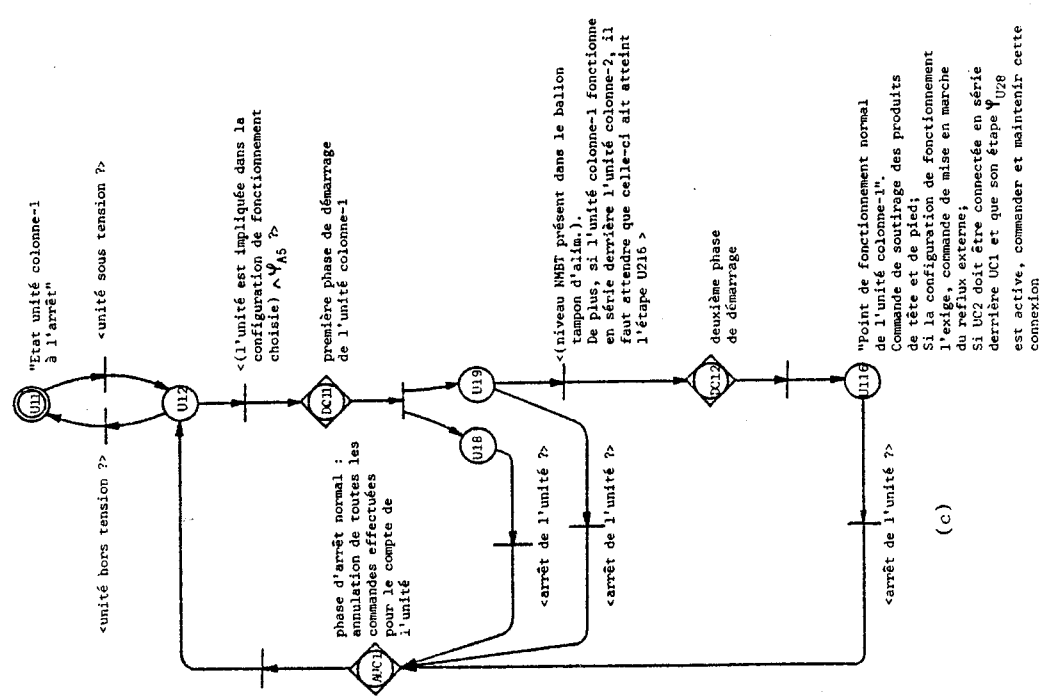 "Etat unité colonne-1
à l'arrêt"
U11
<unité hors tension ?>
<unité sous tension ?>
U12
<(l'unité est impliquée dans la
configuration de fonctionnement
choisie) ∧ φA5 ?>
DC11
première phase de démarrage
de l'unité colonne-1
phase d'arrêt normal :
annulation de toutes les
commandes effectuées
pour le compte de
l'unité
U18
U19
<arrêt de l'unité ?>
<arrêt de l'unité ?>
<(niveau NMBT présent dans le ballon
tampon d'alim.).
De plus, si l'unité colonne-1 fonctionne
en série derrière l'unité colonne-2, il
faut attendre que celle-ci ait atteint
l'étape U216 >
DC12
deuxième phase
de démarrage
U116
"Point de fonctionnement normal
de l'unité colonne-1".
Commande de soutirage des produits
de tête et de pied;
Si la configuration de fonctionnement
l'exige, commande de mise en marche
du reflux externe;
Si UC2 doit être connectée en série
derrière UC1 et que son étape φU28
est active, commander et maintenir cette
connexion
<arrêt de l'unité ?>
(c)